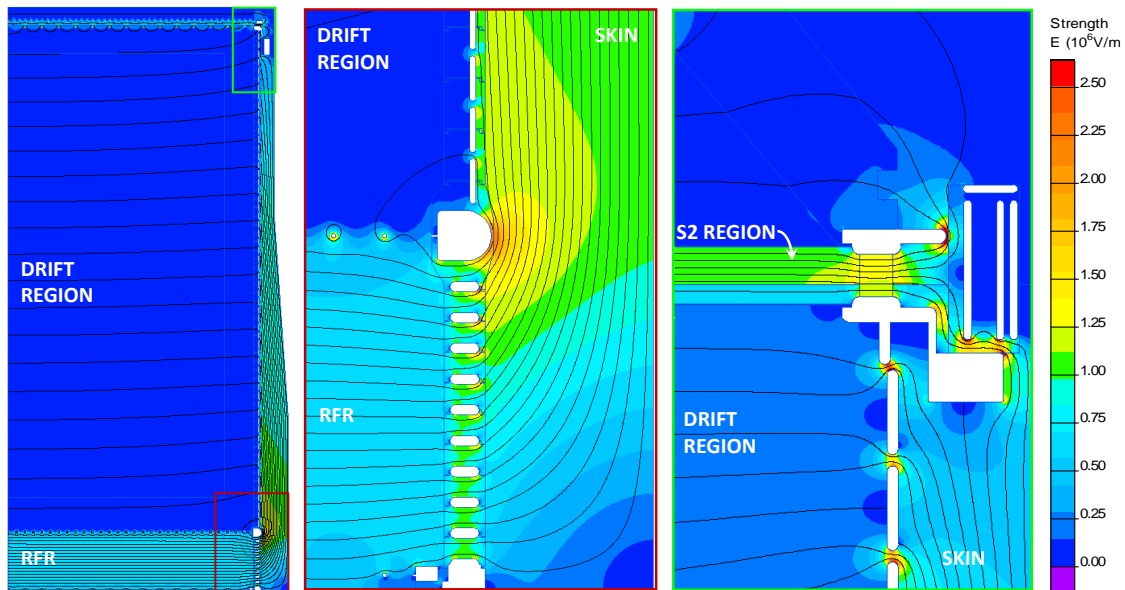 DRIFT
REGION
RFR
DRIFT
REGION
SKIN
RFR
S2 REGION
DRIFT
REGION
SKIN
Strength
E (10⁶V/m
2.50
2.25
2.00
1.75
1.50
1.25
1.00
0.75
0.50
0.25
0.00